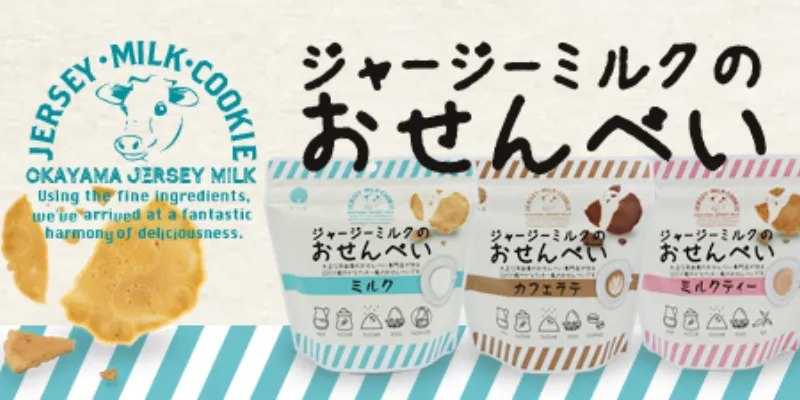 JERSEY・MILK・COOKIE
OKAYAMA JERSEY MILK
Using the fine ingredients,
we've arrived at a fantastic
harmony of deliciousness.
ジャージーミルクの
おせんべい
ジャージーミルクの
おせんべい
ミルク
ジャージーミルクの
おせんべい
カフェラテ
ジャージーミルクの
おせんべい
ミルクティー